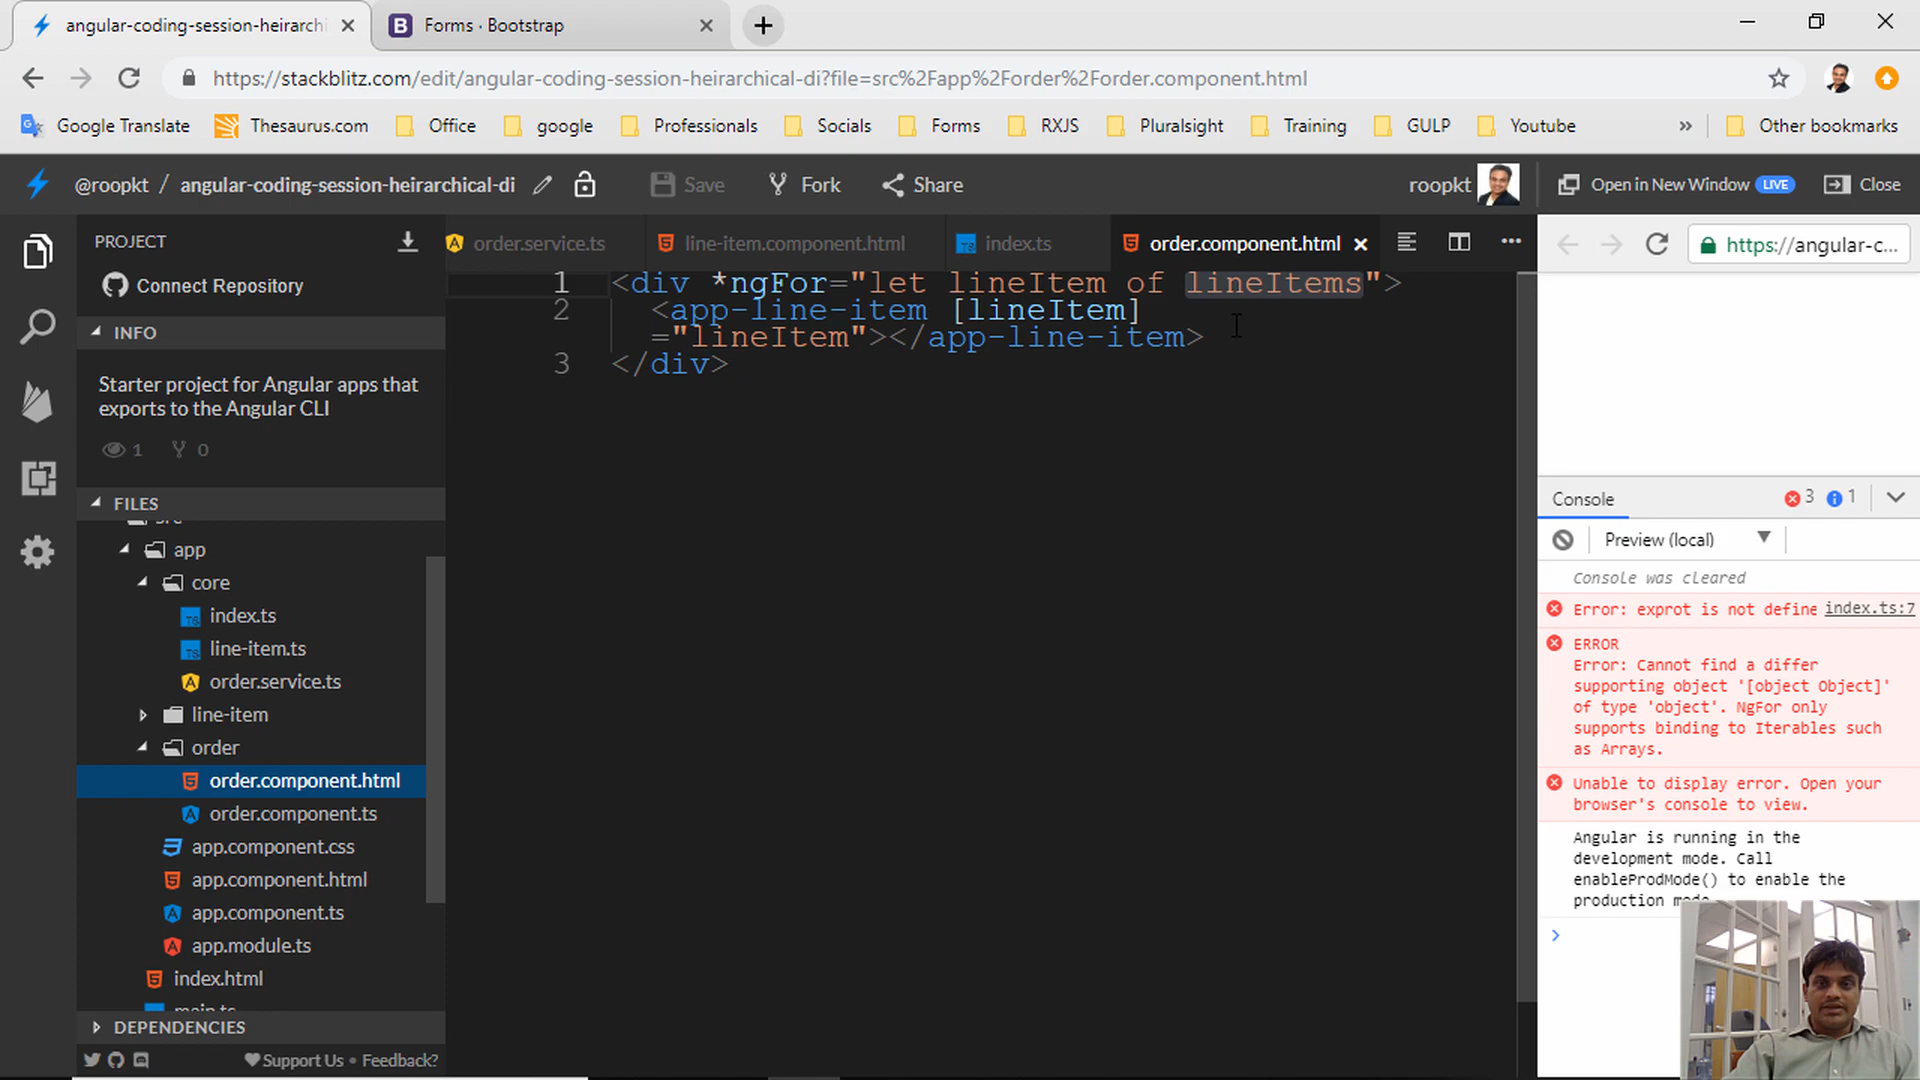 angular-coding-session-heirarchi
Forms · Bootstrap
https://stackblitz.com/edit/angular-coding-session-heirarchical-di?file=src%2Fapp%2Forder%2Forder.component.html
Google Translate
Thesaurus.com
Office
google
Professionals
Socials
Forms
RXJS
Pluralsight
Training
GULP
Youtube
»
Other bookmarks
@roopkt / angular-coding-session-heirarchical-di
Save
Fork
Share
roopkt
Open in New Window LIVE
Close
PROJECT
Connect Repository
INFO
Starter project for Angular apps that
exports to the Angular CLI
1
0
FILES
app
core
index.ts
line-item.ts
order.service.ts
line-item
order
order.component.html
order.component.ts
app.component.css
app.component.html
app.component.ts
app.module.ts
index.html
main.ts
DEPENDENCIES
Support Us • Feedback?
order.service.ts
line-item.component.html
index.ts
order.component.html
1 <div *ngFor="let lineItem of lineItems">
2 <app-line-item [lineItem]
="lineItem"></app-line-item>
3 </div>
https://angular-c...
Console
3
1
Preview (local)
Console was cleared
Error: exprot is not define index.ts:7
ERROR
Error: Cannot find a differ
supporting object '[object Object]'
of type 'object'. NgFor only
supports binding to Iterables such
as Arrays.
Unable to display error. Open your
browser's console to view.
Angular is running in the
development mode. Call
enableProdMode() to enable the
production mode.